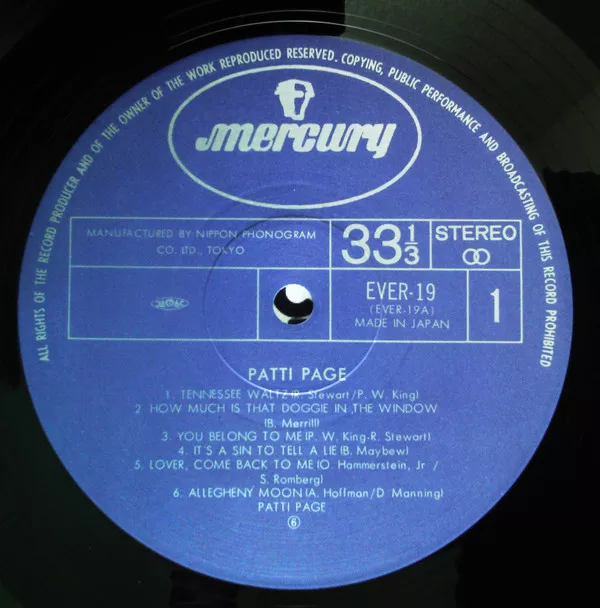 ALL RIGHTS OF THE RECORD PRODUCER AND OF THE OWNER OF THE WORK REPRODUCED RESERVED. COPYING, PUBLIC PERFORMANCE AND BROADCASTING OF THIS RECORD PROHIBITED
mercury
MANUFACTURED BY NIPPON PHONOGRAM
CO. LTD., TOKYO
33 1/3
STEREO
EVER-19
(EVER-19A)
MADE IN JAPAN
1
PATTI PAGE
1. TENNESSEE WALTZ(R. Stewart/P. W. King)
2 HOW MUCH IS THAT DOGGIE IN THE WINDOW
(B. Merrill)
3. YOU BELONG TO ME(P. W. King-R. Stewart)
4. IT'S A SIN TO TELL A LIE(B. Maybew)
5. LOVER, COME BACK TO ME(O. Hammerstein, Jr /
S. Romberg)
6. ALLEGHENY MOON(A. Hoffman/D Manning)
PATTI PAGE
⑥